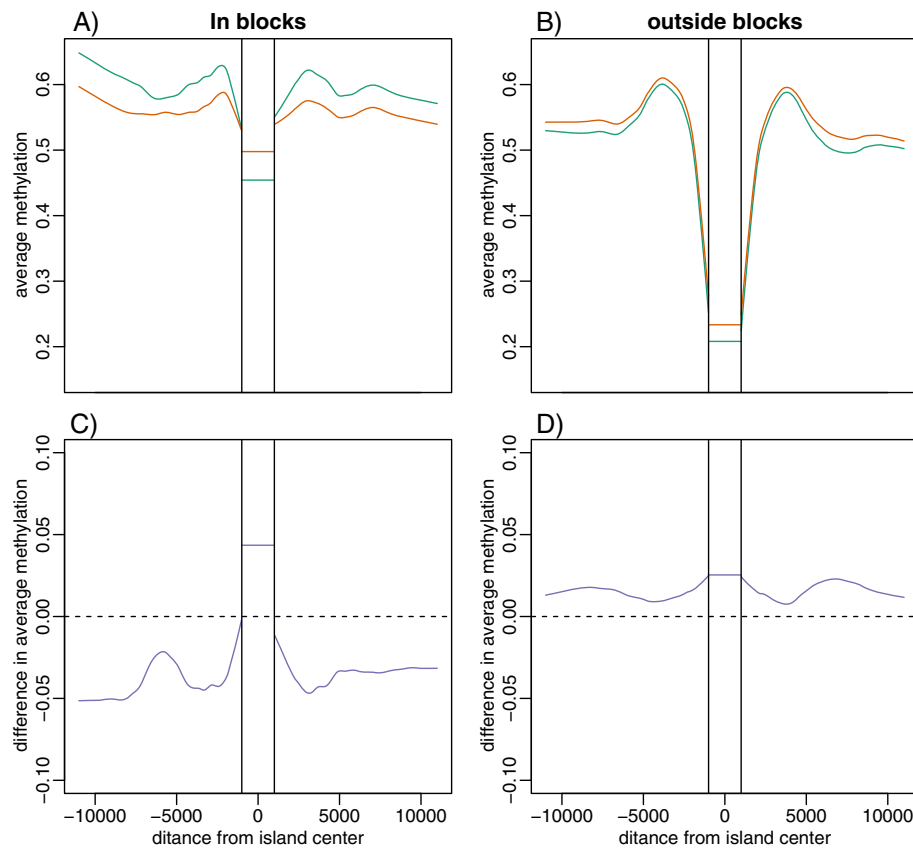 A)
In blocks
B)
outside blocks
average methylation
0.2
0.3
0.4
0.5
0.6
average methylation
0.2
0.3
0.4
0.5
0.6
C)
D)
difference in average methylation
−0.10
−0.05
0.00
0.05
0.10
−10000
−5000
0
5000
10000
ditance from island center
difference in average methylation
−0.10
−0.05
0.00
0.05
0.10
−10000
−5000
0
5000
10000
ditance from island center